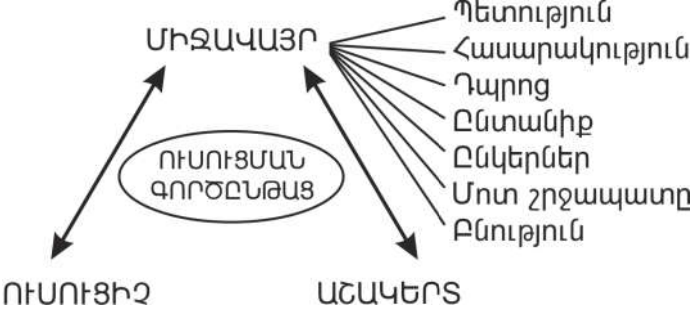 ՄԻՋԱՎԱՅՐ
Պետություն
Հասարակություն
Դպրոց
Ընտանիք
Ընկերներ
Մոտ շրջապատը
Բնություն
ՈՒՍՈՒՑՄԱՆ
ԳՈՐԾԸՆԹԱՑ
ՈՒՍՈՒՑԻՉ
ԱՇԱԿԵՐՏ